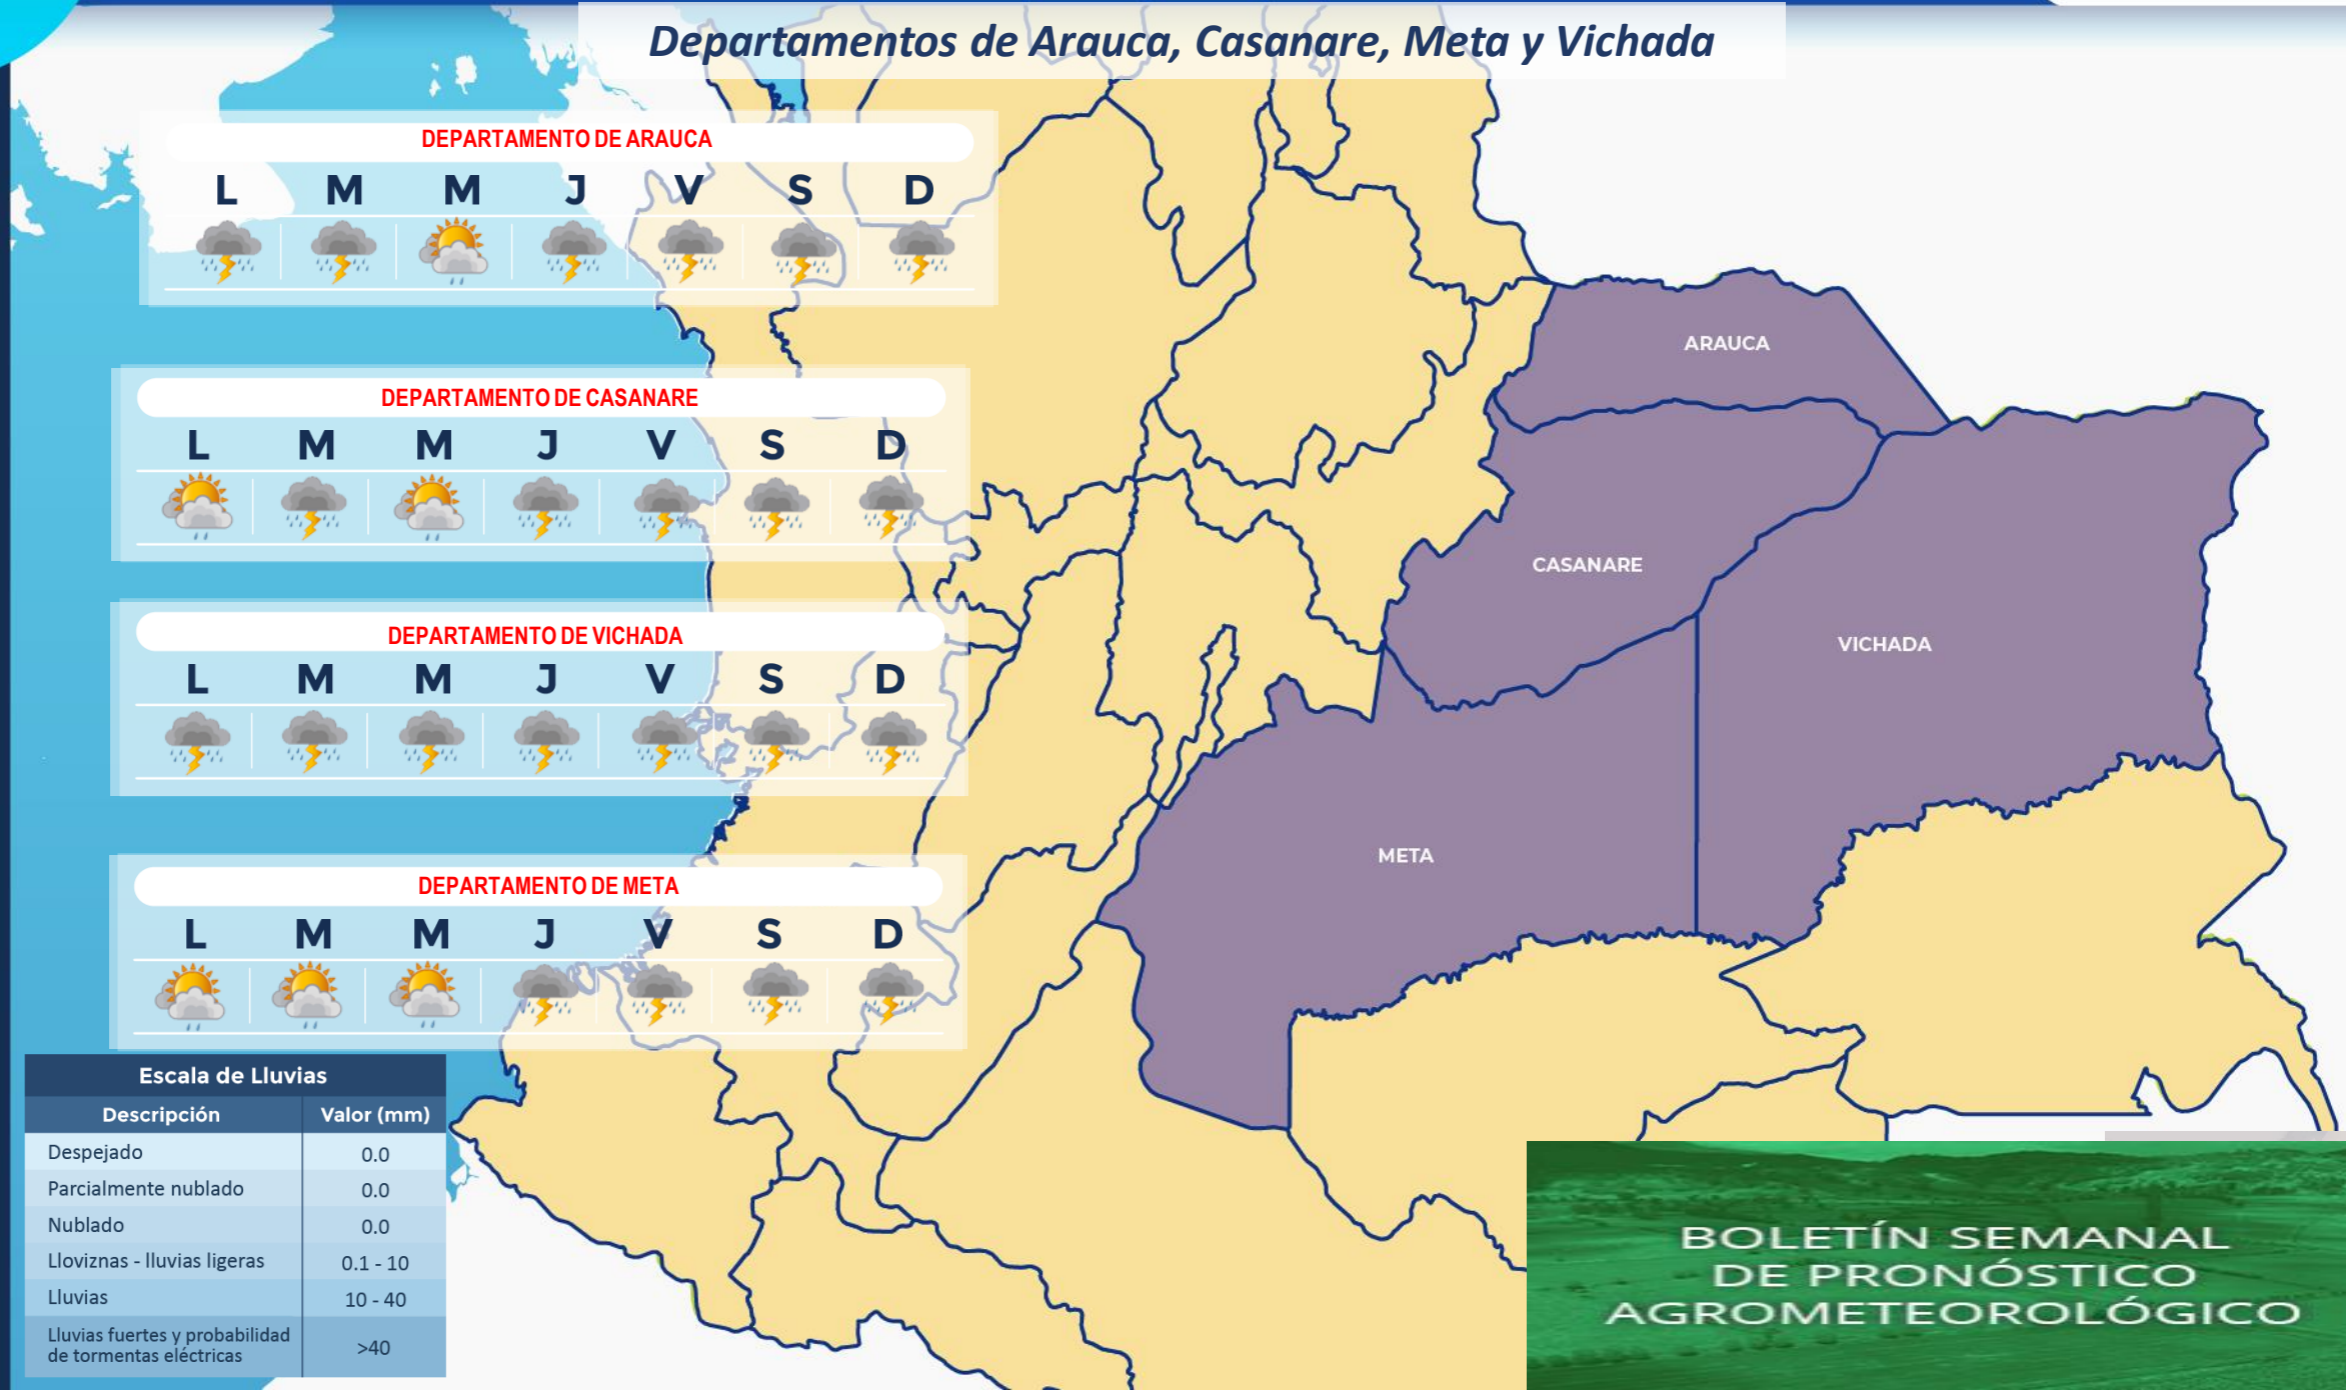 Departamentos de Arauca, Casanare, Meta y Vichada
DEPARTAMENTO DE ARAUCA
L M M J V S D
DEPARTAMENTO DE CASANARE
L M M J V S D
DEPARTAMENTO DE VICHADA
L M M J V S D
DEPARTAMENTO DE META
L M M J V S D
Escala de Lluvias
Descripción Valor (mm)
Despejado 0.0
Parcialmente nublado 0.0
Nublado 0.0
Lloviznas - lluvias ligeras 0.1 - 10
Lluvias 10 - 40
Lluvias fuertes y probabilidad
de tormentas eléctricas >40
ARAUCA
CASANARE
VICHADA
META
BOLETÍN SEMANAL
DE PRONÓSTICO
AGROMETEOROLÓGICO